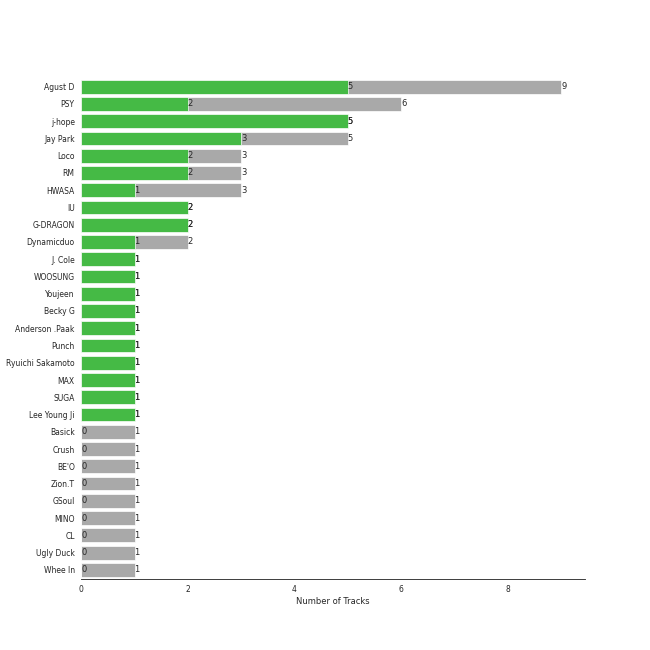 Agust D 5 9
PSY 2 6
j-hope 5
Jay Park 3 5
Loco 2 3
RM 2 3
HWASA 1 3
IU 2
G-DRAGON 2
Dynamicduo 1 2
J. Cole 1
WOOSUNG 1
Youjeen 1
Becky G 1
Anderson .Paak 1
Punch 1
Ryuichi Sakamoto 1
MAX 1
SUGA 1
Lee Young Ji 1
Basick 0 1
Crush 0 1
BE'O 0 1
Zion.T 0 1
GSoul 0 1
MINO 0 1
CL 0 1
Ugly Duck 0 1
Whee In 0 1
0 2 4 6 8
Number of Tracks